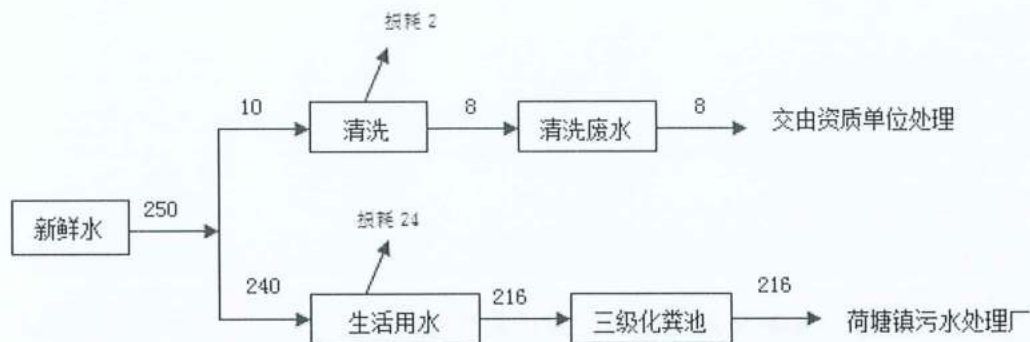 损耗 2
10
清洗
8
清洗废水
8
交由资质单位处理
新鲜水
250
损耗 24
240
生活用水
216
三级化粪池
216
荷塘镇污水处理厂